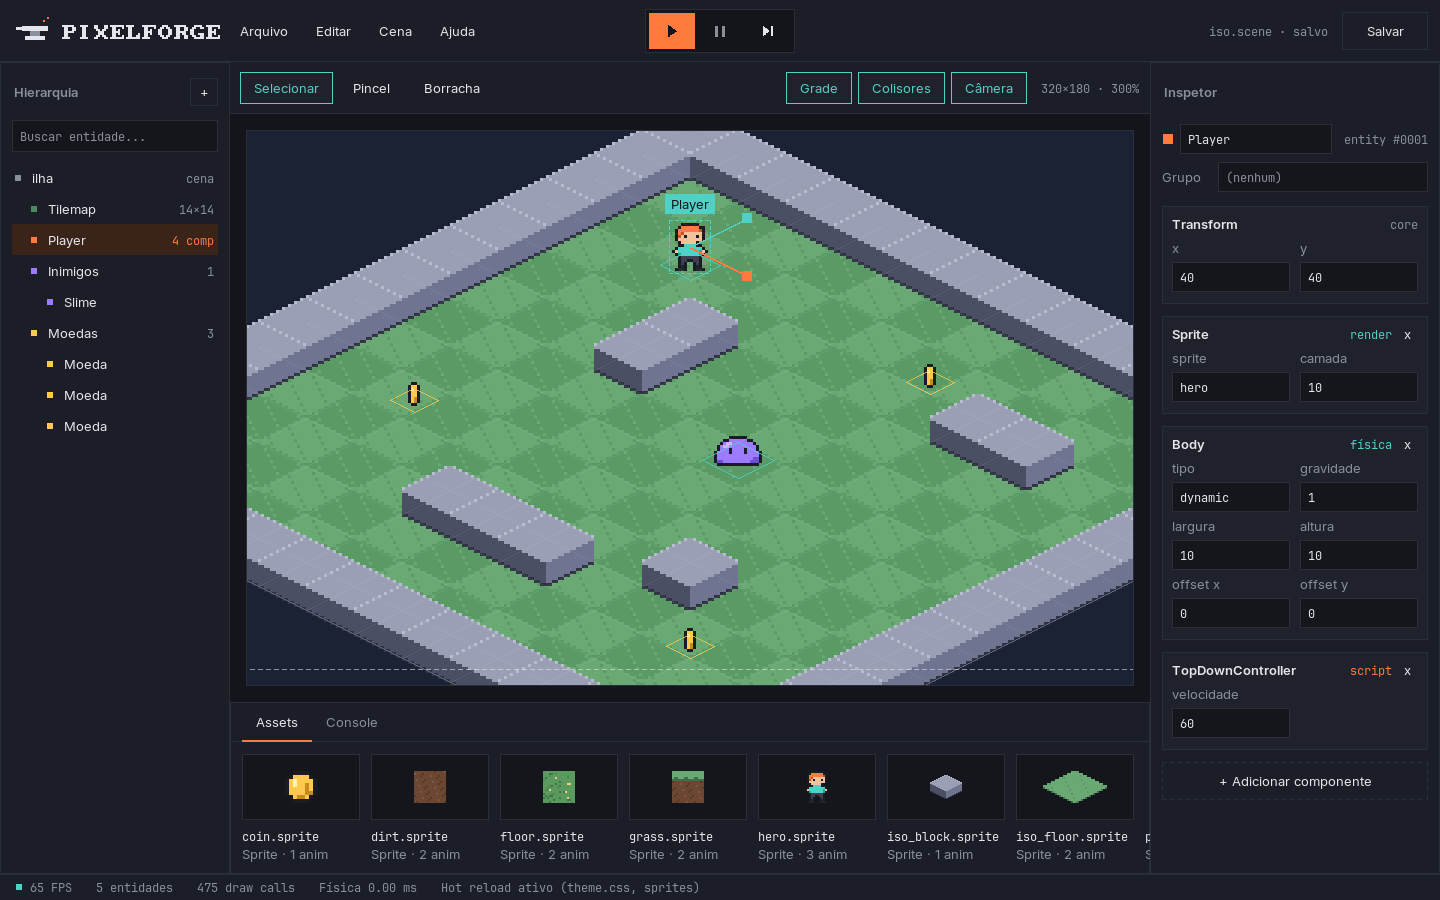 PIXELFORGE Arquivo Editar Cena Ajuda
iso.scene · salvo Salvar
Hierarquia +
Buscar entidade...
ilha cena
Tilemap 14×14
Player 4 comp
Inimigos 1
Slime
Moedas 3
Moeda
Moeda
Moeda
Selecionar Pincel Borracha
Grade Colisores Câmera 320×180 · 300%
Player
Assets Console
coin.sprite
Sprite · 1 anim
dirt.sprite
Sprite · 2 anim
floor.sprite
Sprite · 2 anim
grass.sprite
Sprite · 2 anim
hero.sprite
Sprite · 3 anim
iso_block.sprite
Sprite · 1 anim
iso_floor.sprite
Sprite · 2 anim
Inspetor
Player entity #0001
Grupo (nenhum)
Transform core
x y
40 40
Sprite render x
sprite camada
hero 10
Body física x
tipo gravidade
dynamic 1
largura altura
10 10
offset x offset y
0 0
TopDownController script x
velocidade
60
+ Adicionar componente
65 FPS 5 entidades 475 draw calls Física 0.00 ms Hot reload ativo (theme.css, sprites)